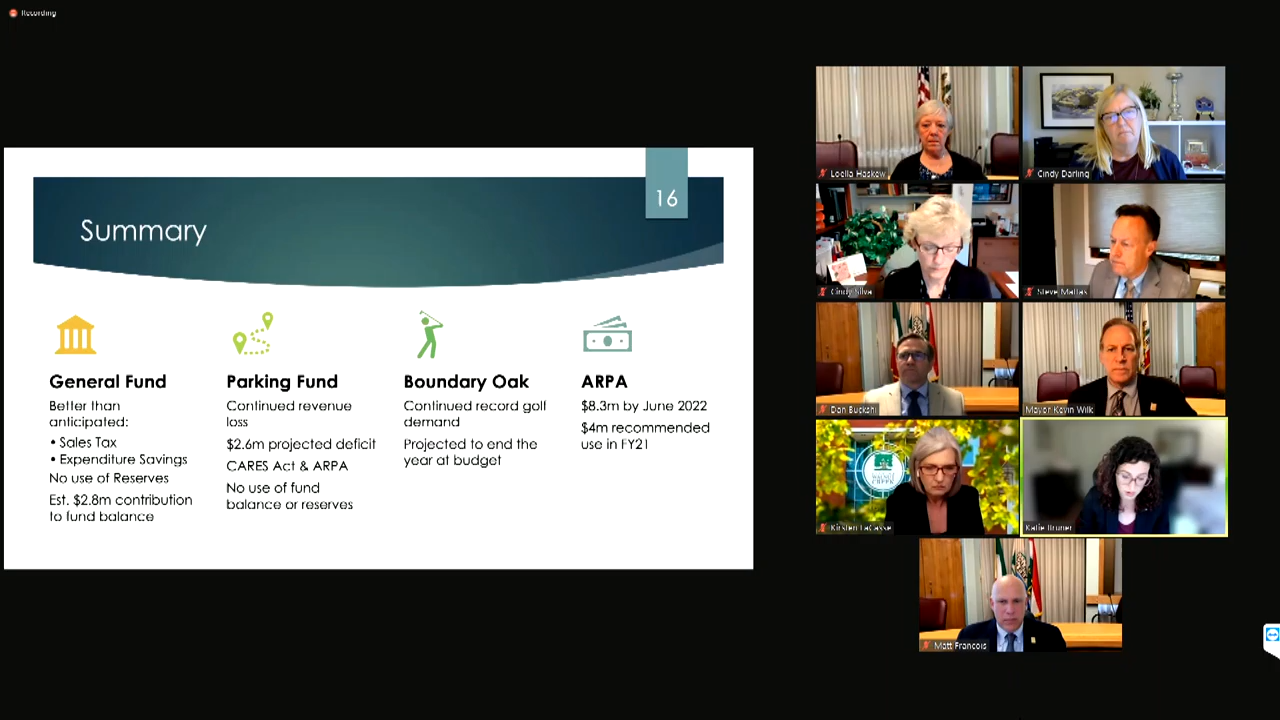 Recording
16
Summary
General Fund
Better than
anticipated:
• Sales Tax
• Expenditure Savings
No use of Reserves
Est. $2.8m contribution
to fund balance
Parking Fund
Continued revenue
loss
$2.6m projected deficit
CARES Act & ARPA
No use of fund
balance or reserves
Boundary Oak
Continued record golf
demand
Projected to end the
year at budget
ARPA
$8.3m by June 2022
$4m recommended
use in FY21
Loella Haskew
Cindy Darling
Cindy Silva
Steve Mattas
Dan Buckshi
Mayor Kevin Wilk
WALNUT
CREEK
Kirsten LaCasse
Katie Bruner
Matt Francois